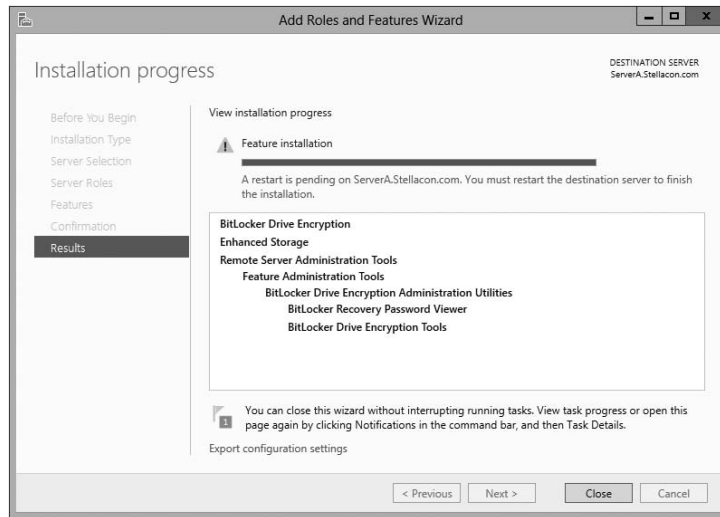 Add Roles and Features Wizard
Installation progress
DESTINATION SERVER
ServerA.Stellacon.com
Before You Begin
Installation Type
Server Selection
Server Roles
Features
Confirmation
Results
View installation progress
Feature installation
A restart is pending on ServerA.Stellacon.com. You must restart the destination server to finish
the installation.
BitLocker Drive Encryption
Enhanced Storage
Remote Server Administration Tools
Feature Administration Tools
BitLocker Drive Encryption Administration Utilities
BitLocker Recovery Password Viewer
BitLocker Drive Encryption Tools
1
You can close this wizard without interrupting running tasks. View task progress or open this
page again by clicking Notifications in the command bar, and then Task Details.
Export configuration settings
< Previous
Next >
Close
Cancel